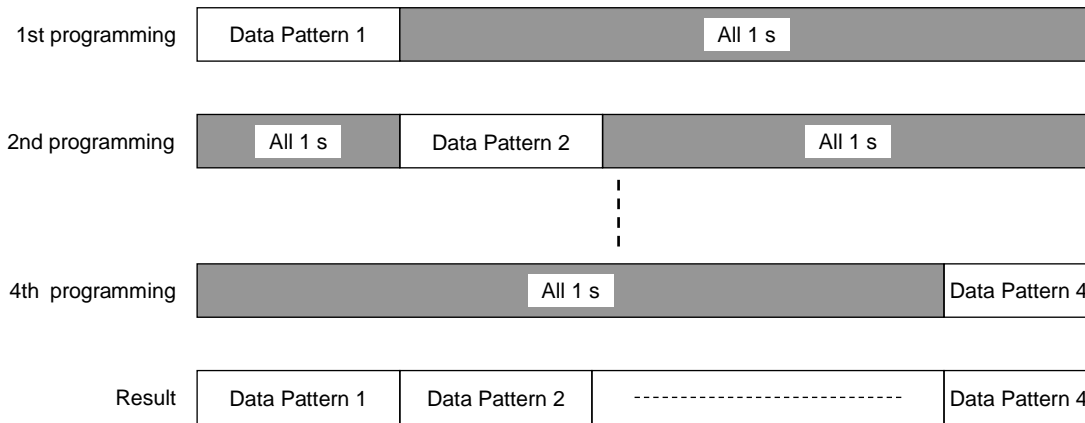 1st programming Data Pattern 1 All 1 s
2nd programming All 1 s Data Pattern 2 All 1 s
4th programming All 1 s Data Pattern 4
Result Data Pattern 1 Data Pattern 2 Data Pattern 4